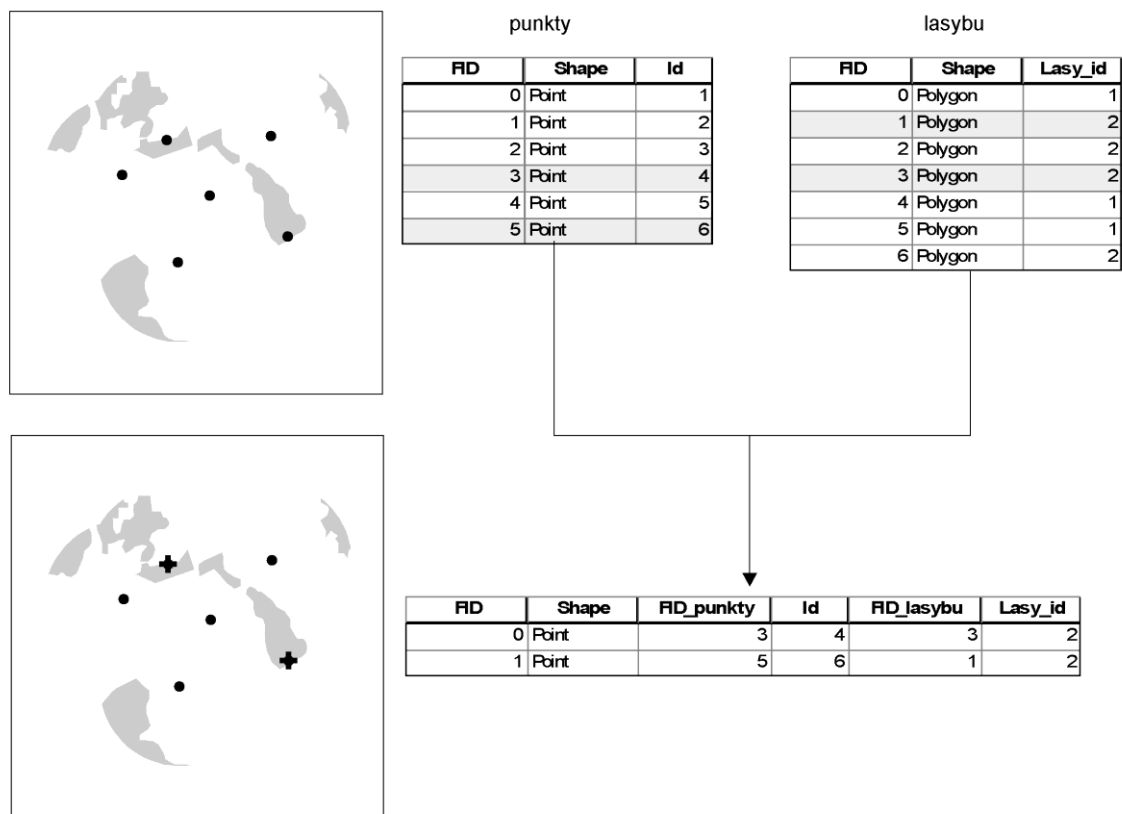 punkty
FID Shape Id
0 Point 1
1 Point 2
2 Point 3
3 Point 4
4 Point 5
5 Point 6
lasybu
FID Shape Lasy_id
0 Polygon 1
1 Polygon 2
2 Polygon 2
3 Polygon 2
4 Polygon 1
5 Polygon 1
6 Polygon 2
FID Shape FID_punkty Id FID_lasybu Lasy_id
0 Point 3 4 3 2
1 Point 5 6 1 2